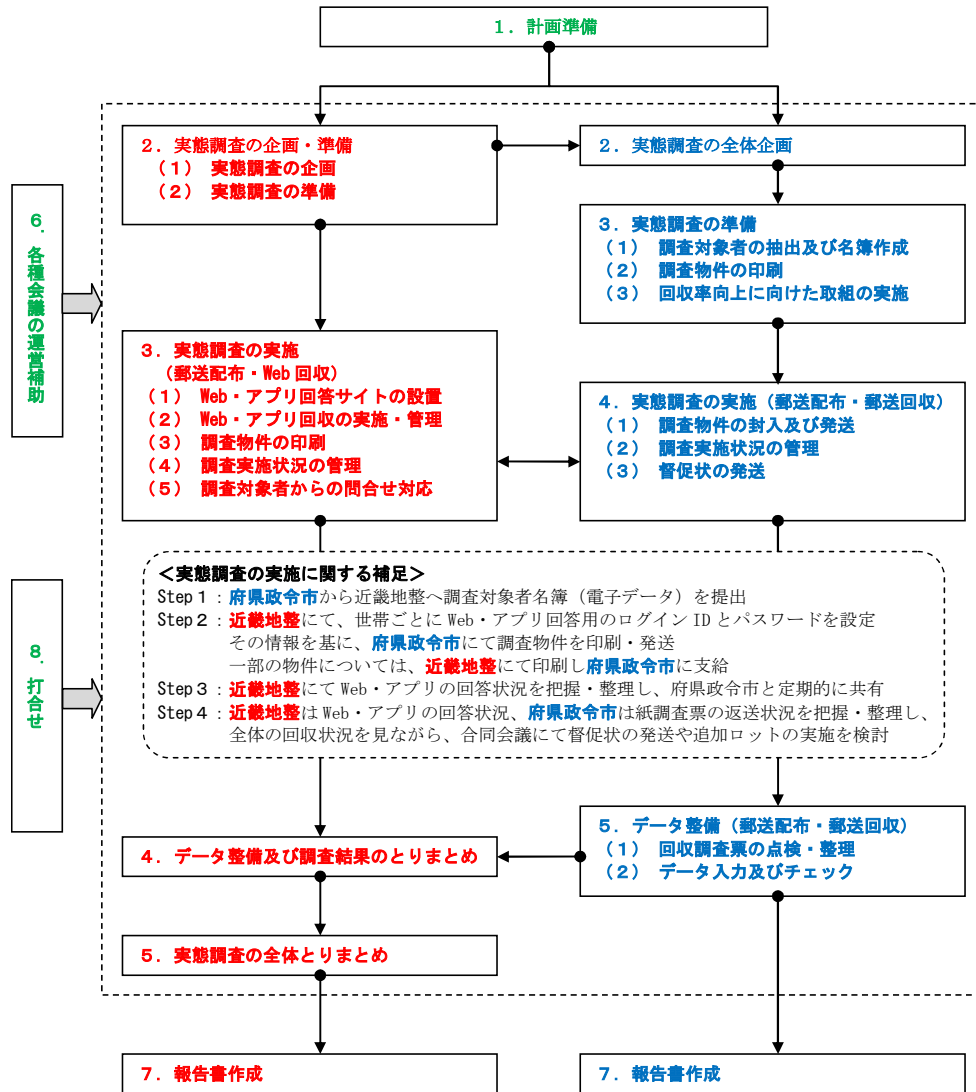 1．計画準備
2．実態調査の企画・準備
（1） 実態調査の企画
（2） 実態調査の準備
2．実態調査の全体企画
3．実態調査の準備
（1） 調査対象者の抽出及び名簿作成
（2） 調査物件の印刷
（3） 回収率向上に向けた取組の実施
6．各種会議の運営補助
3．実態調査の実施
（郵送配布・Web 回収）
（1） Web・アプリ回答サイトの設置
（2） Web・アプリ回収の実施・管理
（3） 調査物件の印刷
（4） 調査実施状況の管理
（5） 調査対象者からの問合せ対応
4．実態調査の実施（郵送配布・郵送回収）
（1） 調査物件の封入及び発送
（2） 調査実施状況の管理
（3） 督促状の発送
8．打合せ
＜実態調査の実施に関する補足＞
Step 1：府県政令市から近畿地整へ調査対象者名簿（電子データ）を提出
Step 2：近畿地整にて、世帯ごとに Web・アプリ回答用のログイン ID とパスワードを設定
その情報を基に、府県政令市にて調査物件を印刷・発送
一部の物件については、近畿地整にて印刷し府県政令市に支給
Step 3：近畿地整にて Web・アプリの回答状況を把握・整理し、府県政令市と定期的に共有
Step 4：近畿地整は Web・アプリの回答状況、府県政令市は紙調査票の返送状況を把握・整理し、
全体の回収状況を見ながら、合同会議にて督促状の発送や追加ロットの実施を検討
4．データ整備及び調査結果のとりまとめ
5．データ整備（郵送配布・郵送回収）
（1） 回収調査票の点検・整理
（2） データ入力及びチェック
5．実態調査の全体とりまとめ
7．報告書作成
7．報告書作成